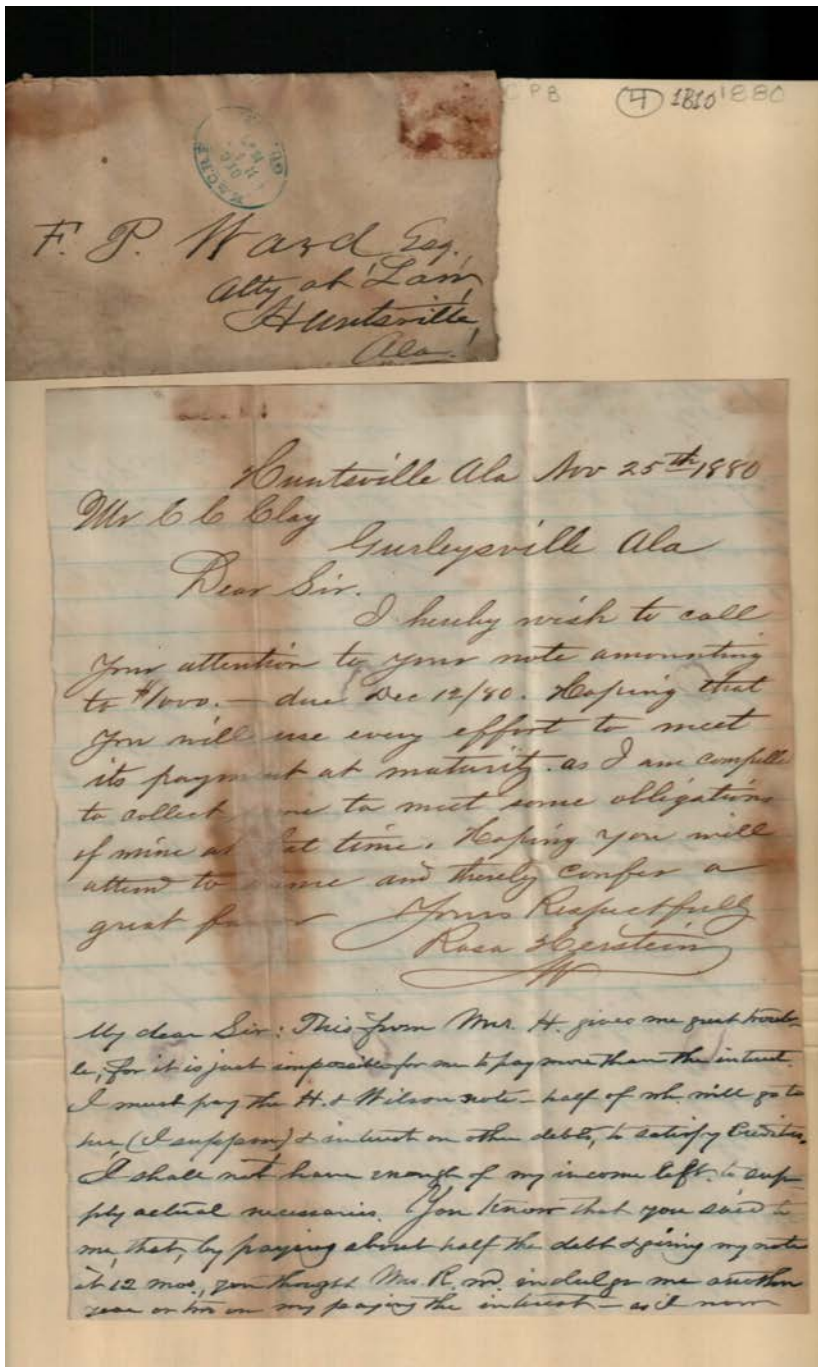 CPB (4) 1810 1880
DEC
F. P. Ward Esq.
Atty at Law,
Huntsville,
Ala.
Huntsville Ala Nov 25th 1880
Mr C C Clay
Gurleysville Ala
Dear Sir.
I hereby wish to call
Your attention to your note amounting
to $1000.— due Dec 12/80. Hoping that
You will use every effort to meet
its paym t at maturity. as I am compelled
to collect me to meet some obligations
of mine a at time. Hoping you will
attend to ame and thereby confer a
great fa r Yours Respectfully
Rosa Herstein
My dear Sir: This from Mrs. H. gives me great troub-
le, for it is just impossible for me to pay more than the interest.
I must pay the H. & Wilson note – half of wh. will go to
her (I suppose) & interest on other debts, to satisfy Creditors.
I shall not have enough of my income left to sup-
ply actual necessaries. You know that you said to
me, that, by paying about half the debt & giving my note
at 12 mos., you thought Mrs. R. wd. indulge me another
year or two on my paying the interest – as I now